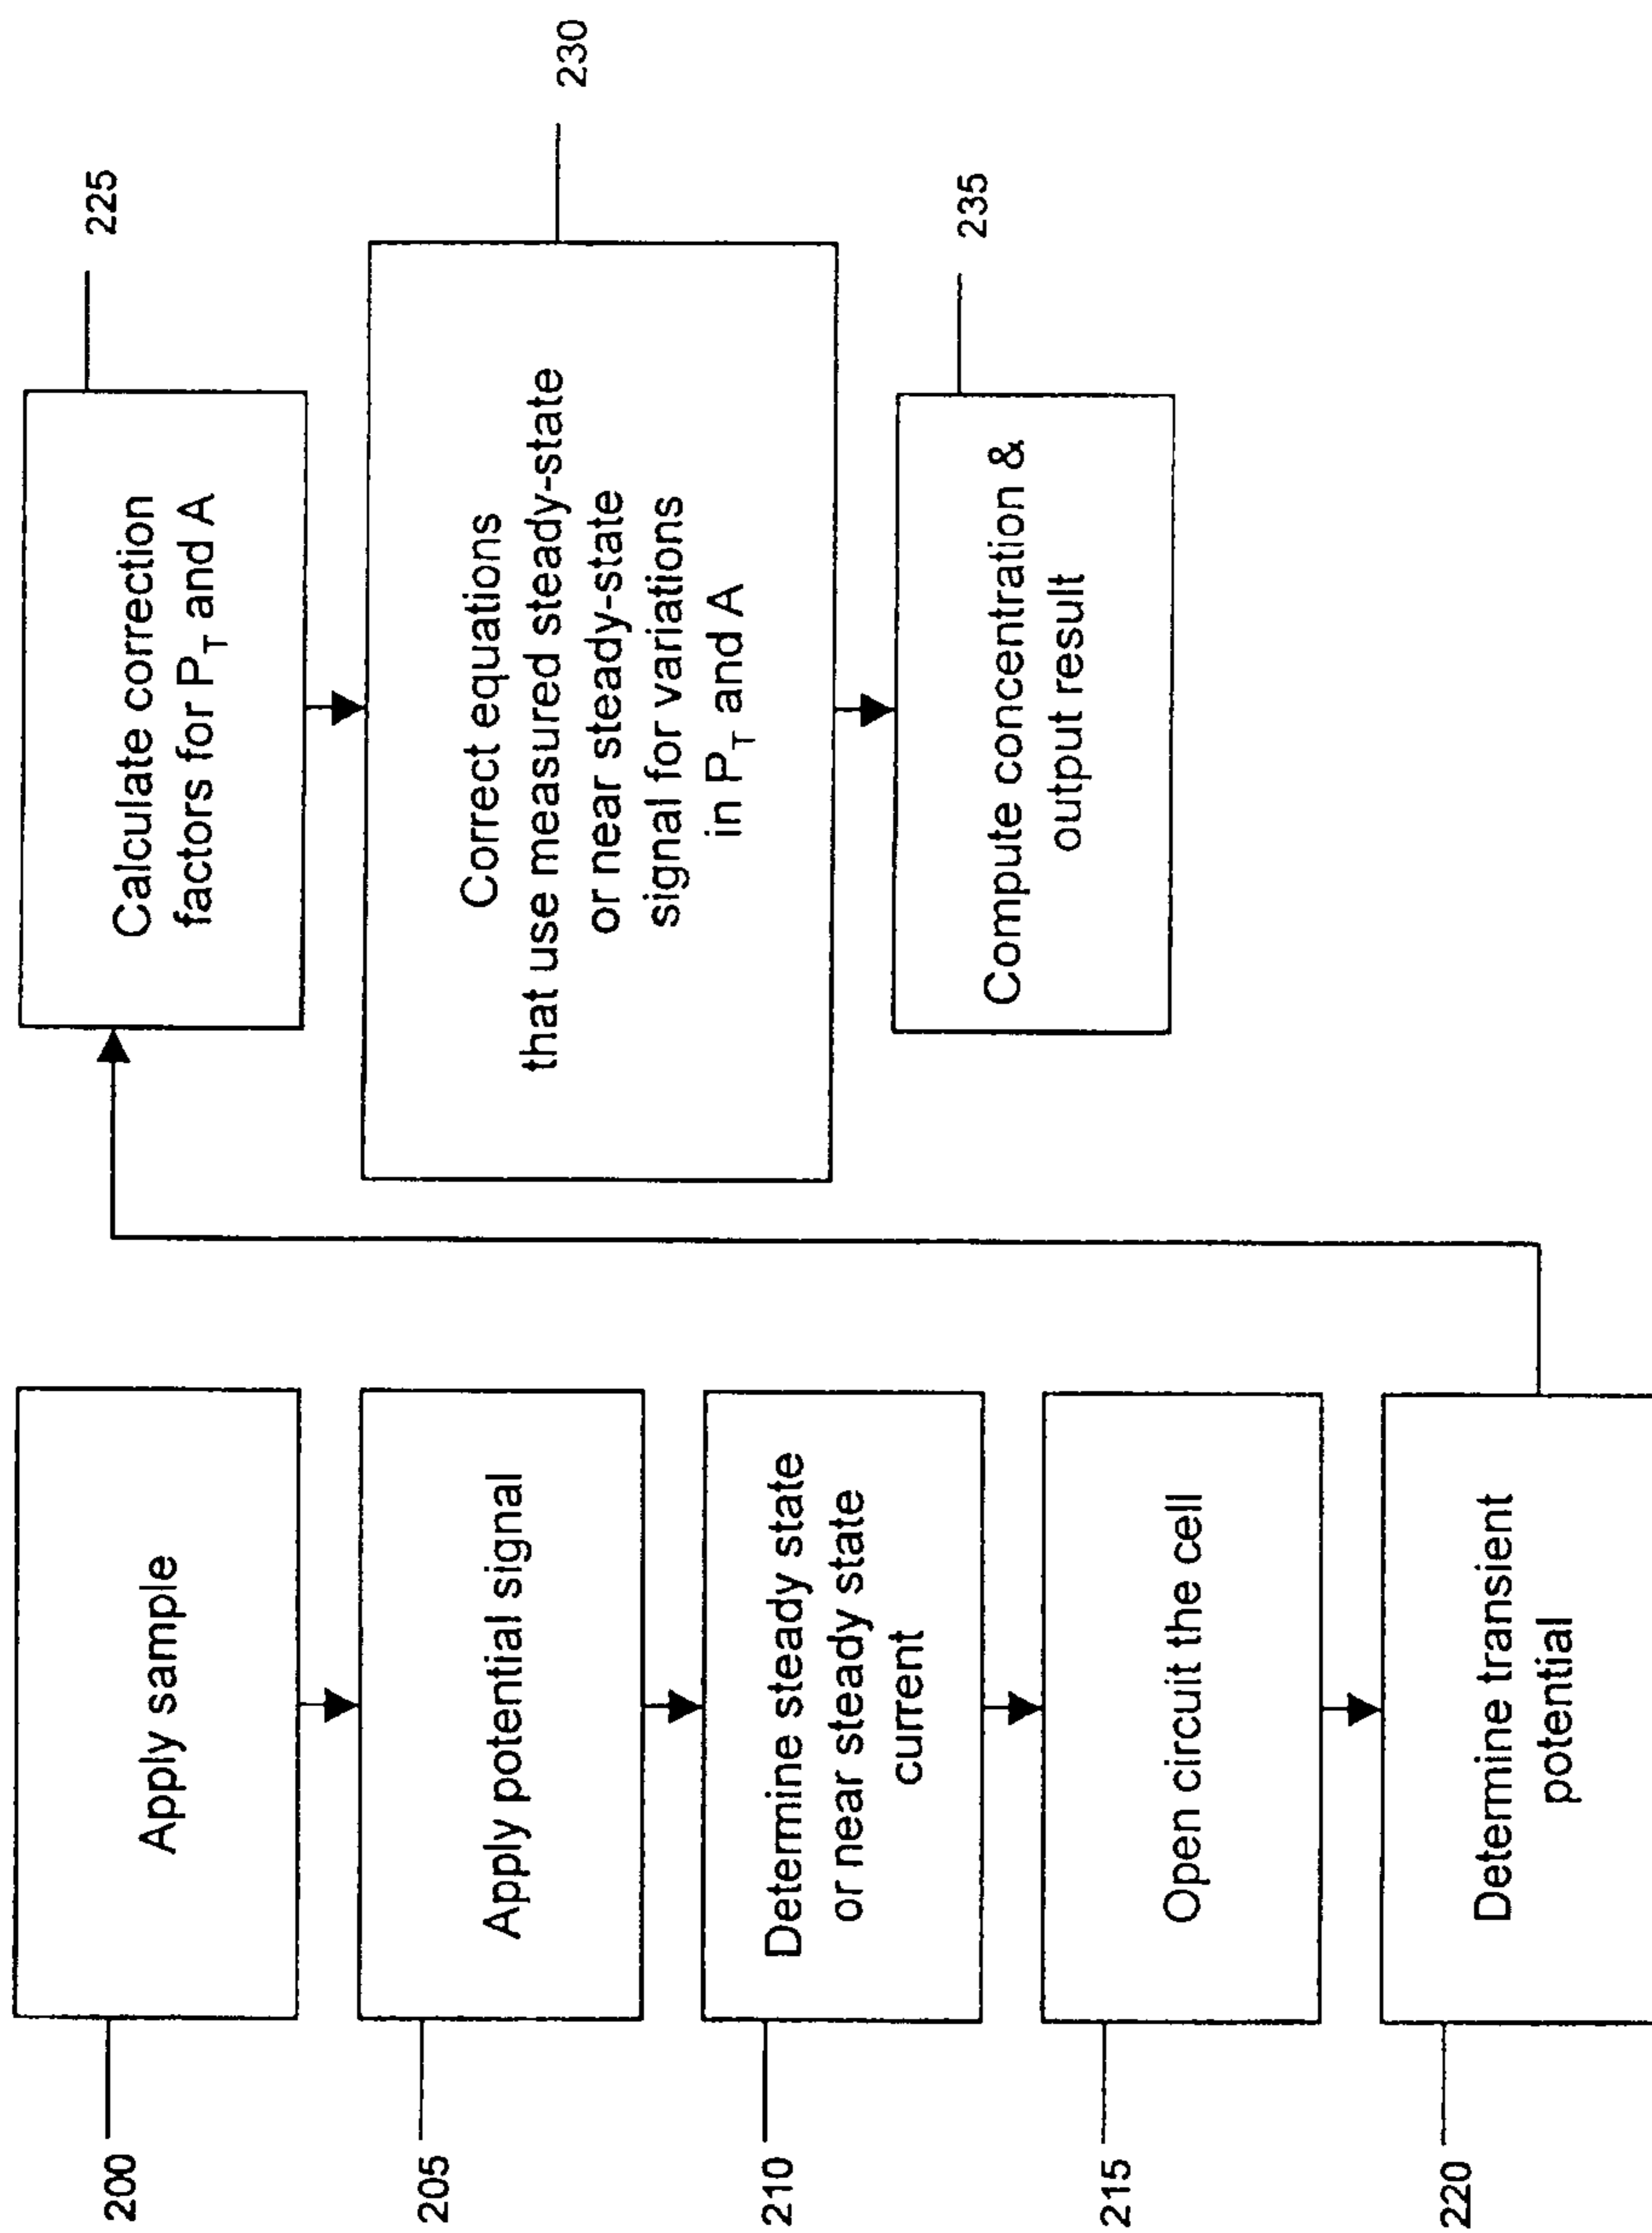 200
Apply sample
205
Apply potential signal
210
Determine steady state
or near steady state
current
215
Open circuit the cell
220
Determine transient
potential
225
Calculate correction
factors for P_T and A
230
Correct equations
that use measured steady-state
or near steady-state
signal for variations
in P_T and A
235
Compute concentration &
output result